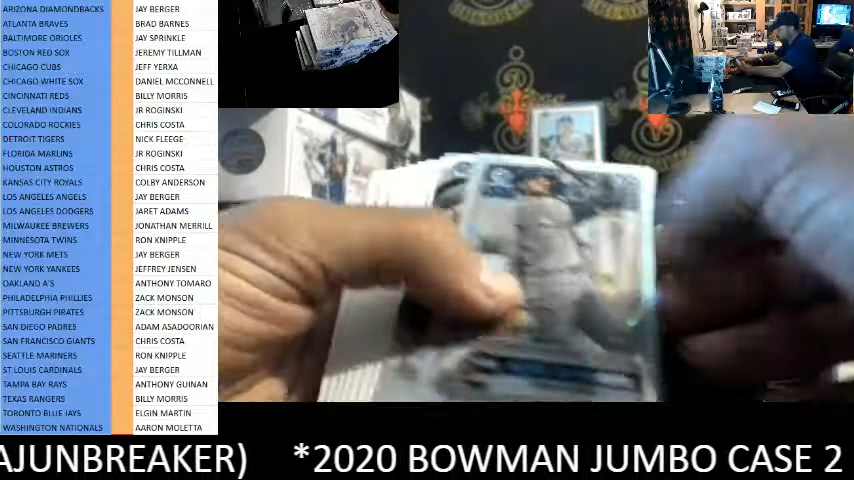 ARIZONA DIAMONDBACKS JAY BERGER
ATLANTA BRAVES BRAD BARNES
BALTIMORE ORIOLES JAY SPRINKLE
BOSTON RED SOX JEREMY TILLMAN
CHICAGO CUBS JEFF YERXA
CHICAGO WHITE SOX DANIEL MCCONNELL
CINCINATTI REDS BILLY MORRIS
CLEVELAND INDIANS JR ROGINSKI
COLORADO ROCKIES CHRIS COSTA
DETROIT TIGERS NICK FLEEGE
FLORIDA MARLINS JR ROGINSKI
HOUSTON ASTROS CHRIS COSTA
KANSAS CITY ROYALS COLBY ANDERSON
LOS ANGELES ANGELS JAY BERGER
LOS ANGELES DODGERS JARET ADAMS
MILWAUKEE BREWERS JONATHAN MERRILL
MINNESOTA TWINS RON KNIPPLE
NEW YORK METS JAY BERGER
NEW YORK YANKEES JEFFREY JENSEN
OAKLAND A'S ANTHONY TOMARO
PHILADELPHIA PHILLIES ZACK MONSON
PITTSBURGH PIRATES ZACK MONSON
SAN DIEGO PADRES ADAM ASADOORIAN
SAN FRANCISCO GIANTS CHRIS COSTA
SEATTLE MARINERS RON KNIPPLE
ST LOUIS CARDINALS JAY BERGER
TAMPA BAY RAYS ANTHONY GUINAN
TEXAS RANGERS BILLY MORRIS
TORONTO BLUE JAYS ELGIN MARTIN
WASHINGTON NATIONALS AARON MOLETTA
AJUNBREAKER) *2020 BOWMAN JUMBO CASE 2